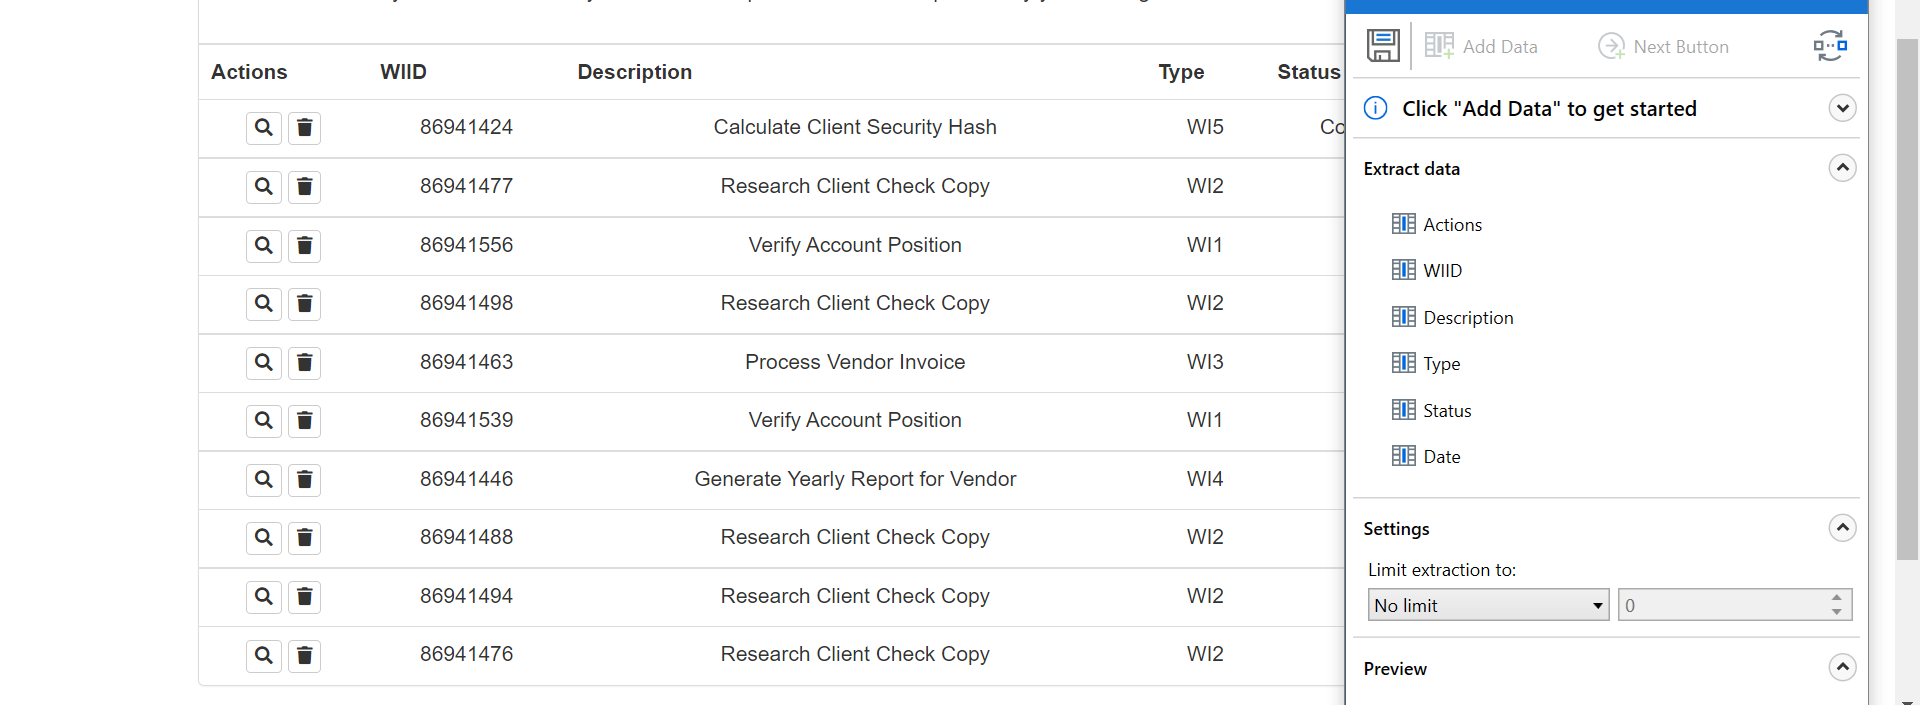 Actions WIID Description Type Status
86941424 Calculate Client Security Hash WI5 Co
86941477 Research Client Check Copy WI2
86941556 Verify Account Position WI1
86941498 Research Client Check Copy WI2
86941463 Process Vendor Invoice WI3
86941539 Verify Account Position WI1
86941446 Generate Yearly Report for Vendor WI4
86941488 Research Client Check Copy WI2
86941494 Research Client Check Copy WI2
86941476 Research Client Check Copy WI2
Add Data Next Button
Click "Add Data" to get started
Extract data
Actions
WIID
Description
Type
Status
Date
Settings
Limit extraction to:
No limit 0
Preview